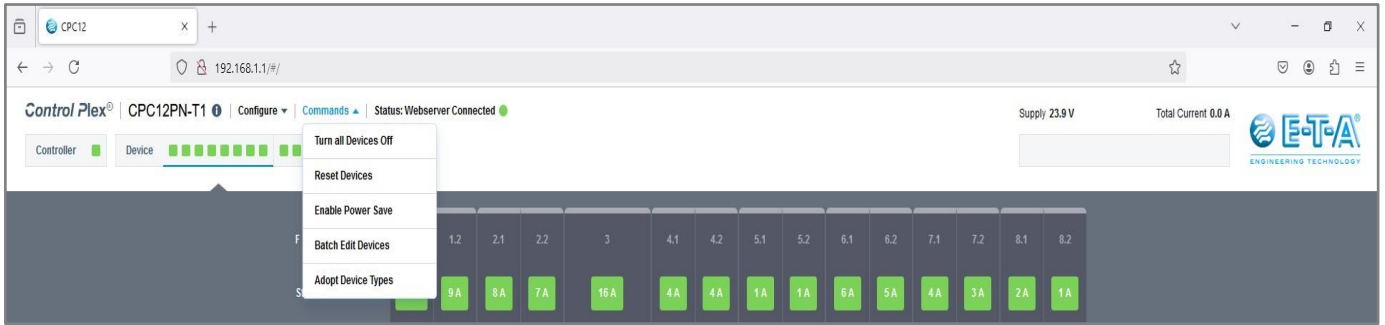 CPC12
192.168.1.1/#/
Control Plex® CPC12PN-T1 Configure Commands Status: Webserver Connected
Supply 23.9 V Total Current 0.0 A
E-T-A®
ENGINEERING TECHNOLOGY
Controller Device
Turn all Devices Off
Reset Devices
Enable Power Save
Batch Edit Devices
Adopt Device Types
1.2 2.1 2.2 3 4.1 4.2 5.1 5.2 6.1 6.2 7.1 7.2 8.1 8.2
9 A 8 A 7 A 16 A 4 A 4 A 1 A 1 A 6 A 5 A 4 A 3 A 2 A 1 A